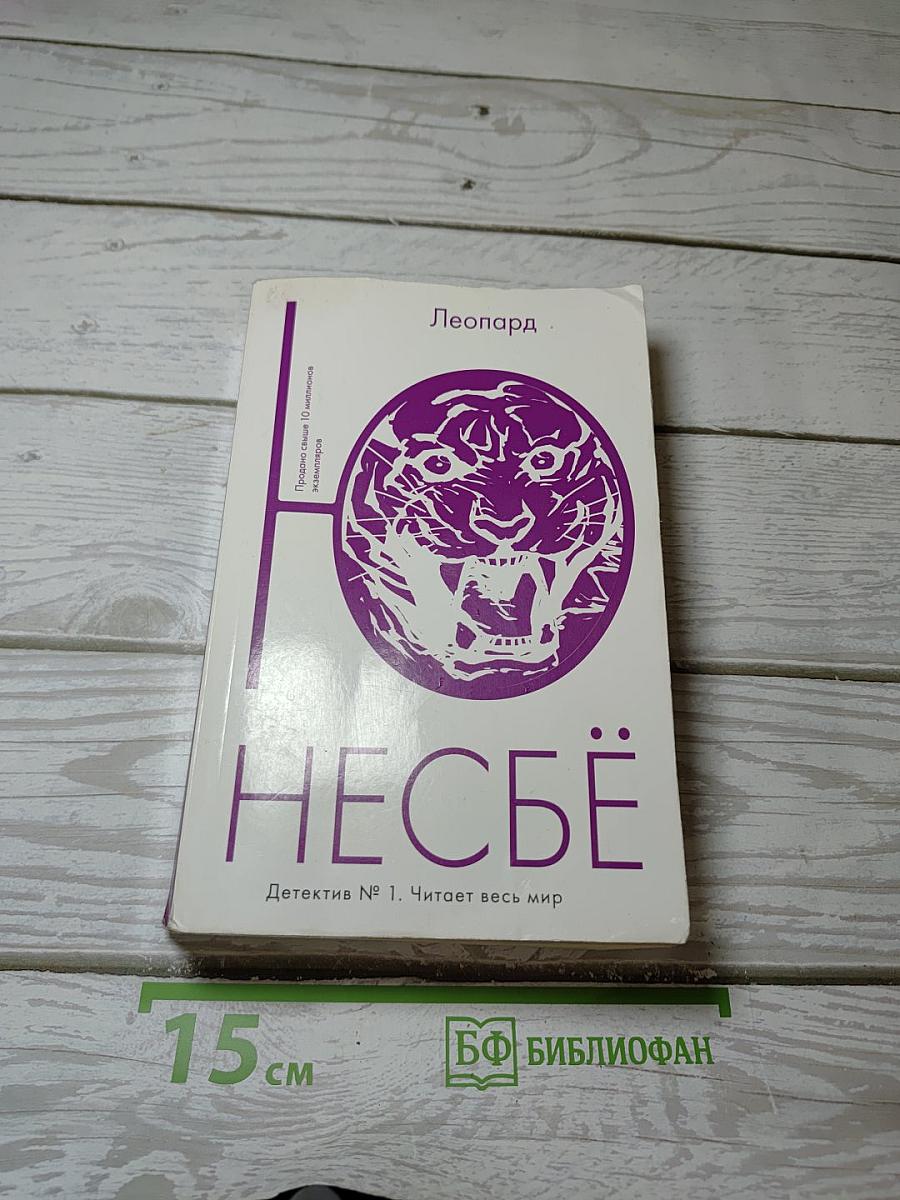 Леопард
Продано свыше 10 миллионов
экземпляров
Ю
НЕСБЁ
Детектив № 1. Читает весь мир
15 см
БФ БИБЛИОФАН